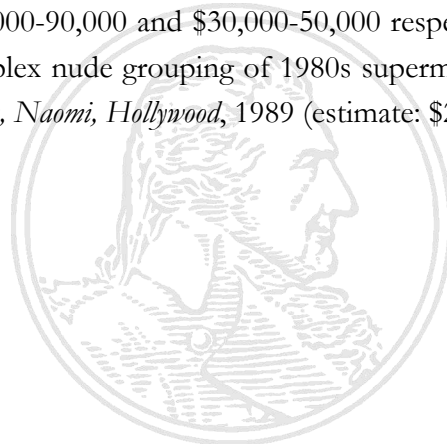 000-90,000 and $30,000-50,000 respe
plex nude grouping of 1980s superm
, Naomi, Hollywood, 1989 (estimate: $2